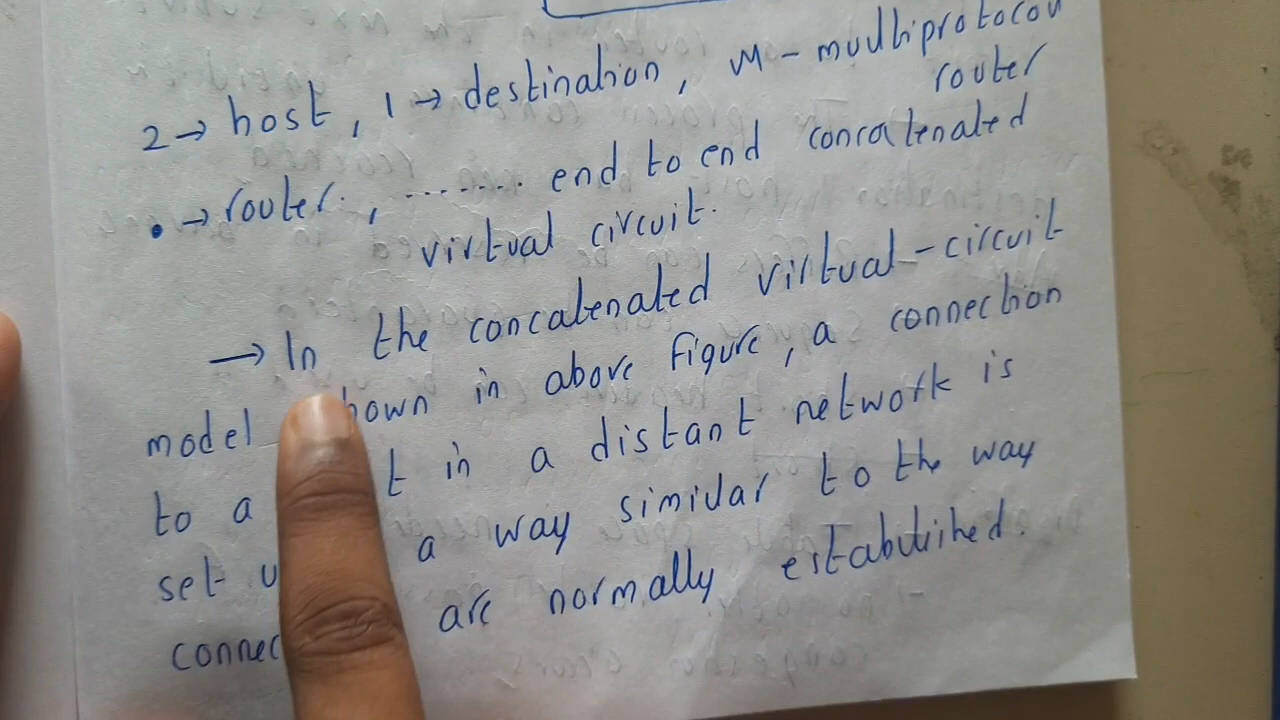 2 → host, 1 → destination, M - multiprotocol
router
• → router., ........ end to end concatenated
virtual circuit.
→ In the concatenated virtual-circuit
model hown in above figure, a connection
to a t in a distant network is
set u a way similar to the way
connec are normally established.